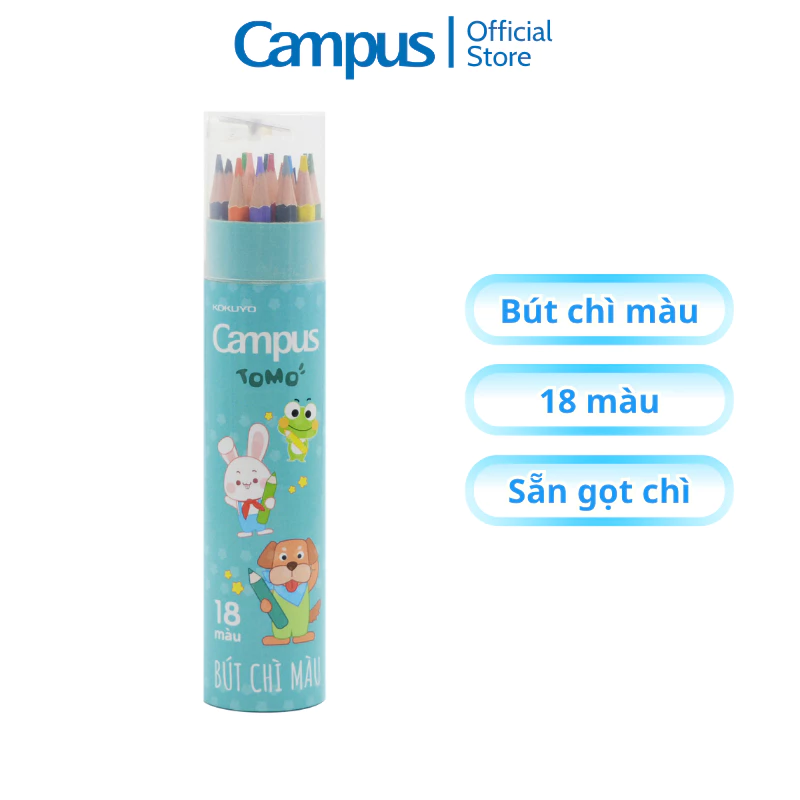 Campus
Official
Store
KOKUYO
Campus
TOMO
18
màu
BÚT CHÌ MÀU
Bút chì màu
18 màu
Sẵn gọt chì